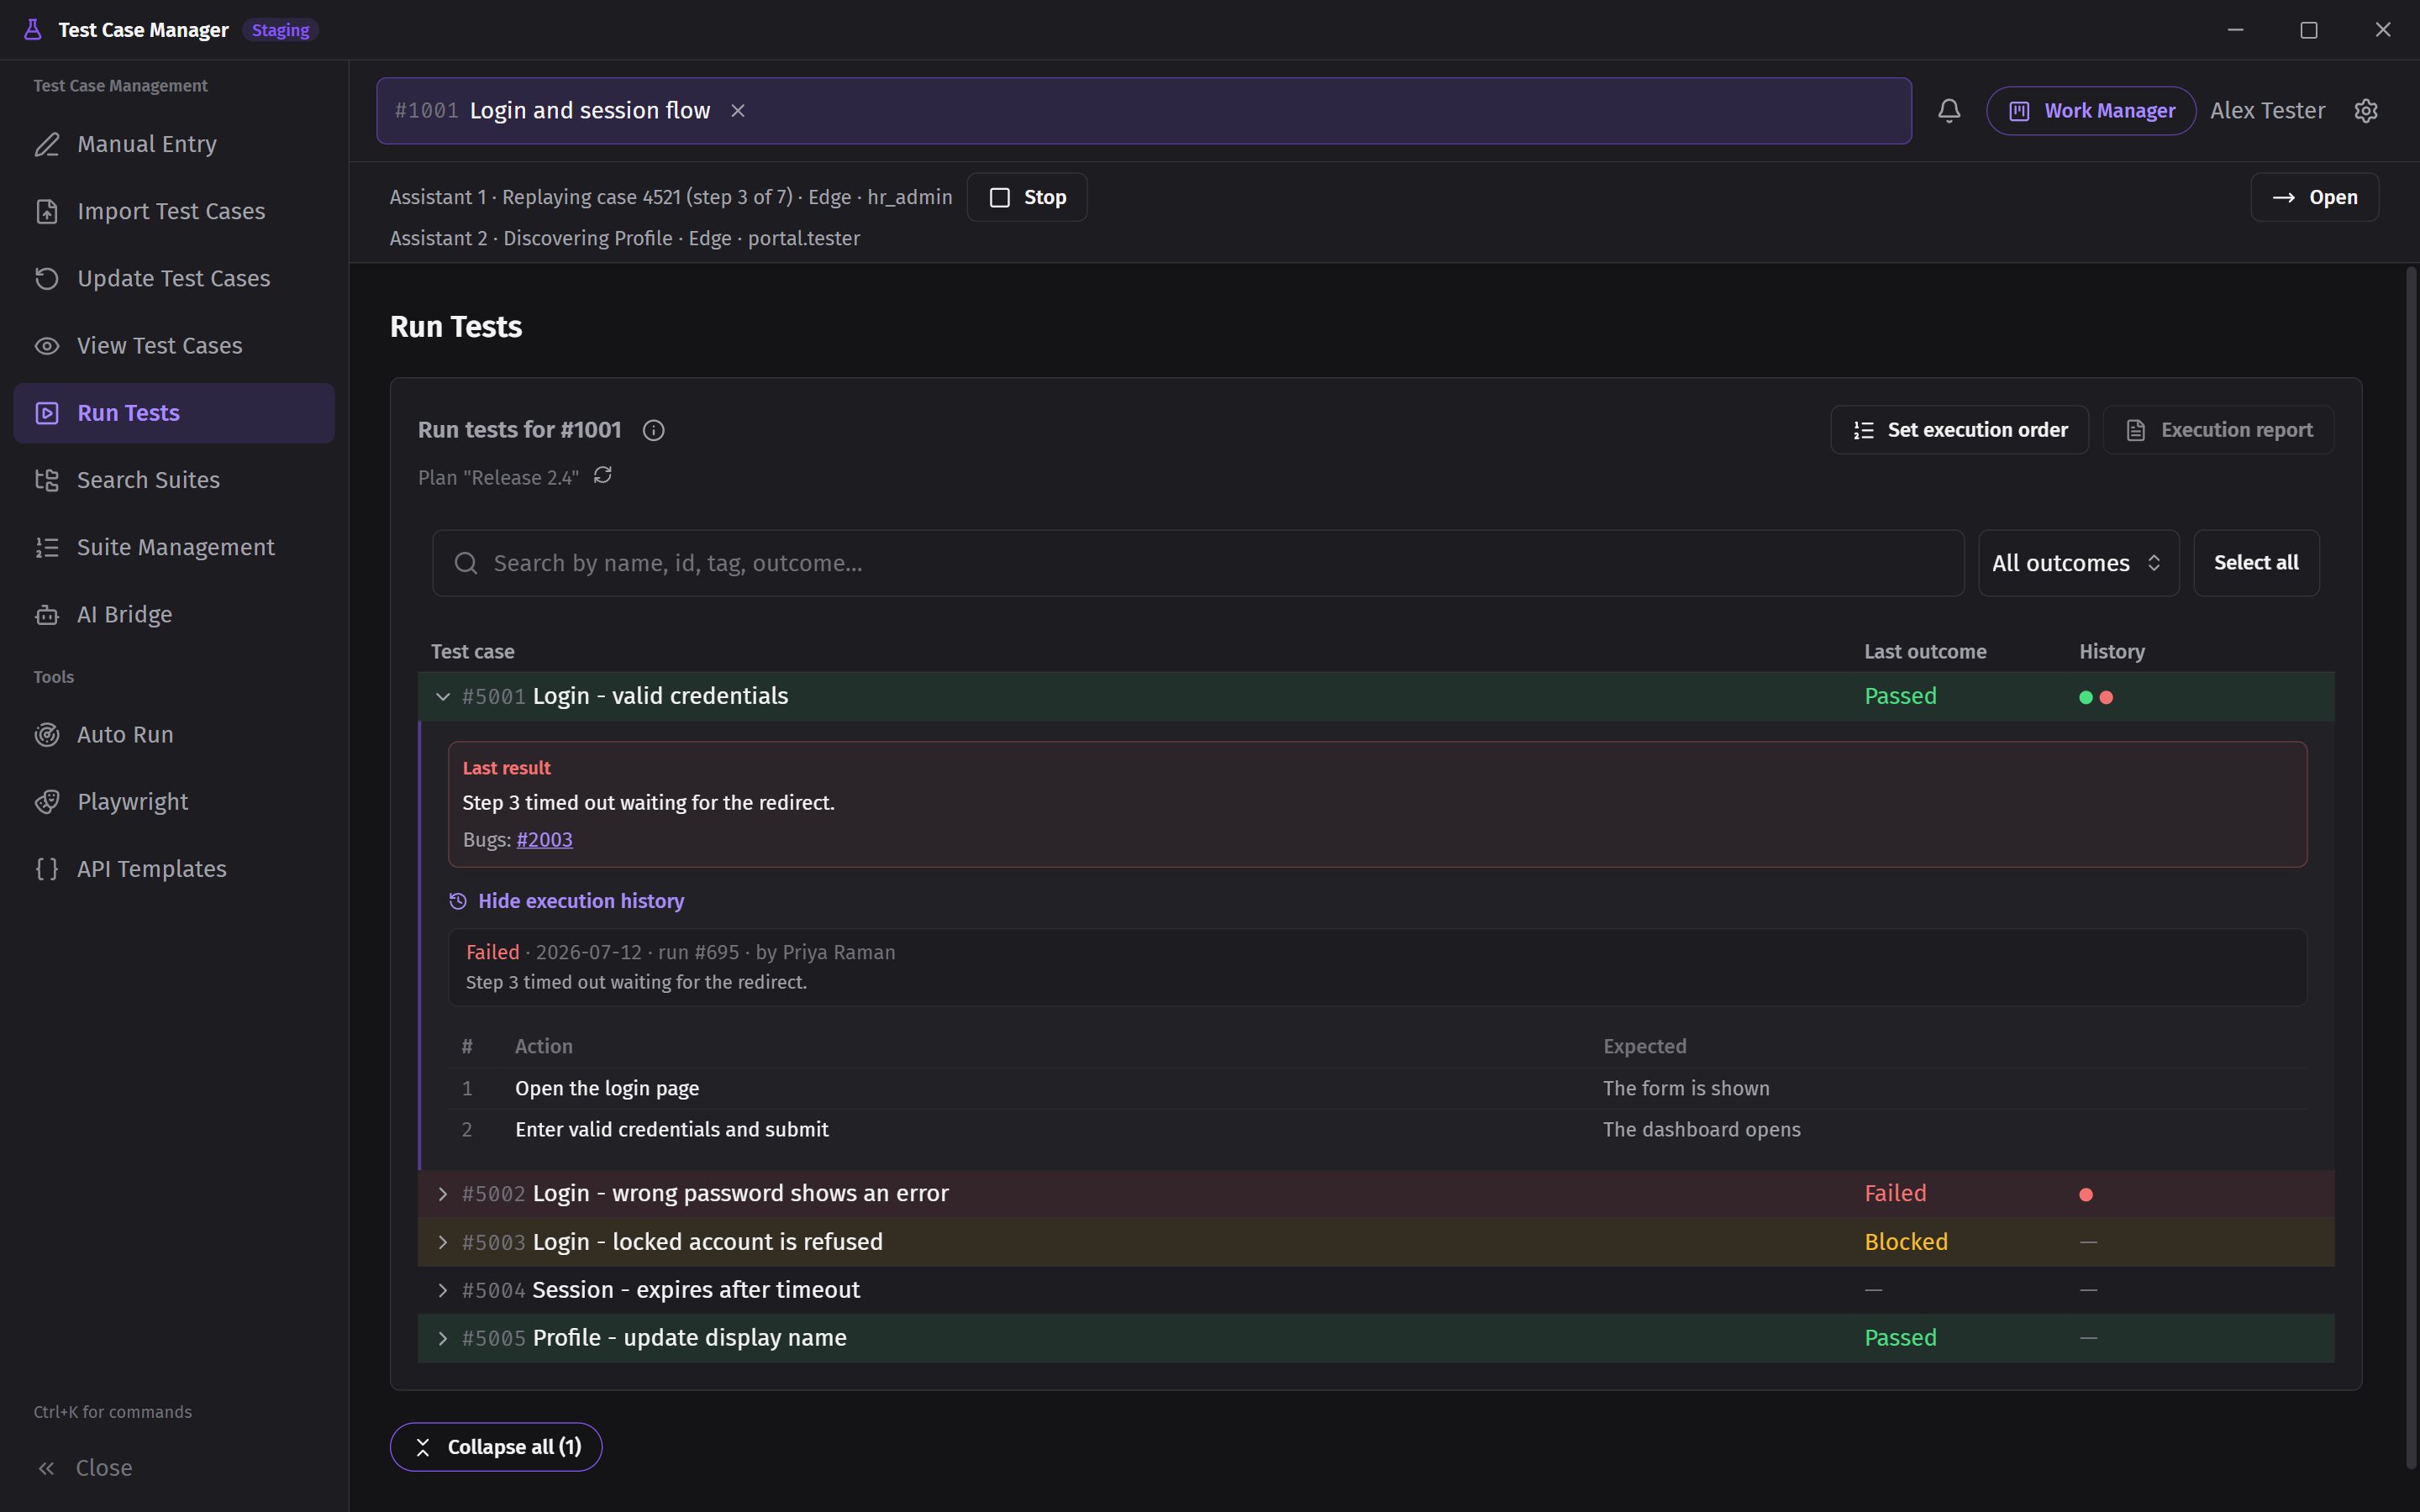 Test Case Manager Staging
Test Case Management
Manual Entry
Import Test Cases
Update Test Cases
View Test Cases
Run Tests
Search Suites
Suite Management
AI Bridge
Tools
Auto Run
Playwright
API Templates
Ctrl+K for commands
Close
#1001 Login and session flow
Work Manager
Alex Tester
Assistant 1 · Replaying case 4521 (step 3 of 7) · Edge · hr_admin
Stop
Open
Assistant 2 · Discovering Profile · Edge · portal.tester
Run Tests
Run tests for #1001
Set execution order
Execution report
Plan "Release 2.4"
Search by name, id, tag, outcome...
All outcomes
Select all
Test case Last outcome History
#5001 Login - valid credentials Passed
Last result
Step 3 timed out waiting for the redirect.
Bugs: #2003
Hide execution history
Failed · 2026-07-12 · run #695 · by Priya Raman
Step 3 timed out waiting for the redirect.
# Action Expected
1 Open the login page The form is shown
2 Enter valid credentials and submit The dashboard opens
#5002 Login - wrong password shows an error Failed
#5003 Login - locked account is refused Blocked —
#5004 Session - expires after timeout — —
#5005 Profile - update display name Passed —
Collapse all (1)